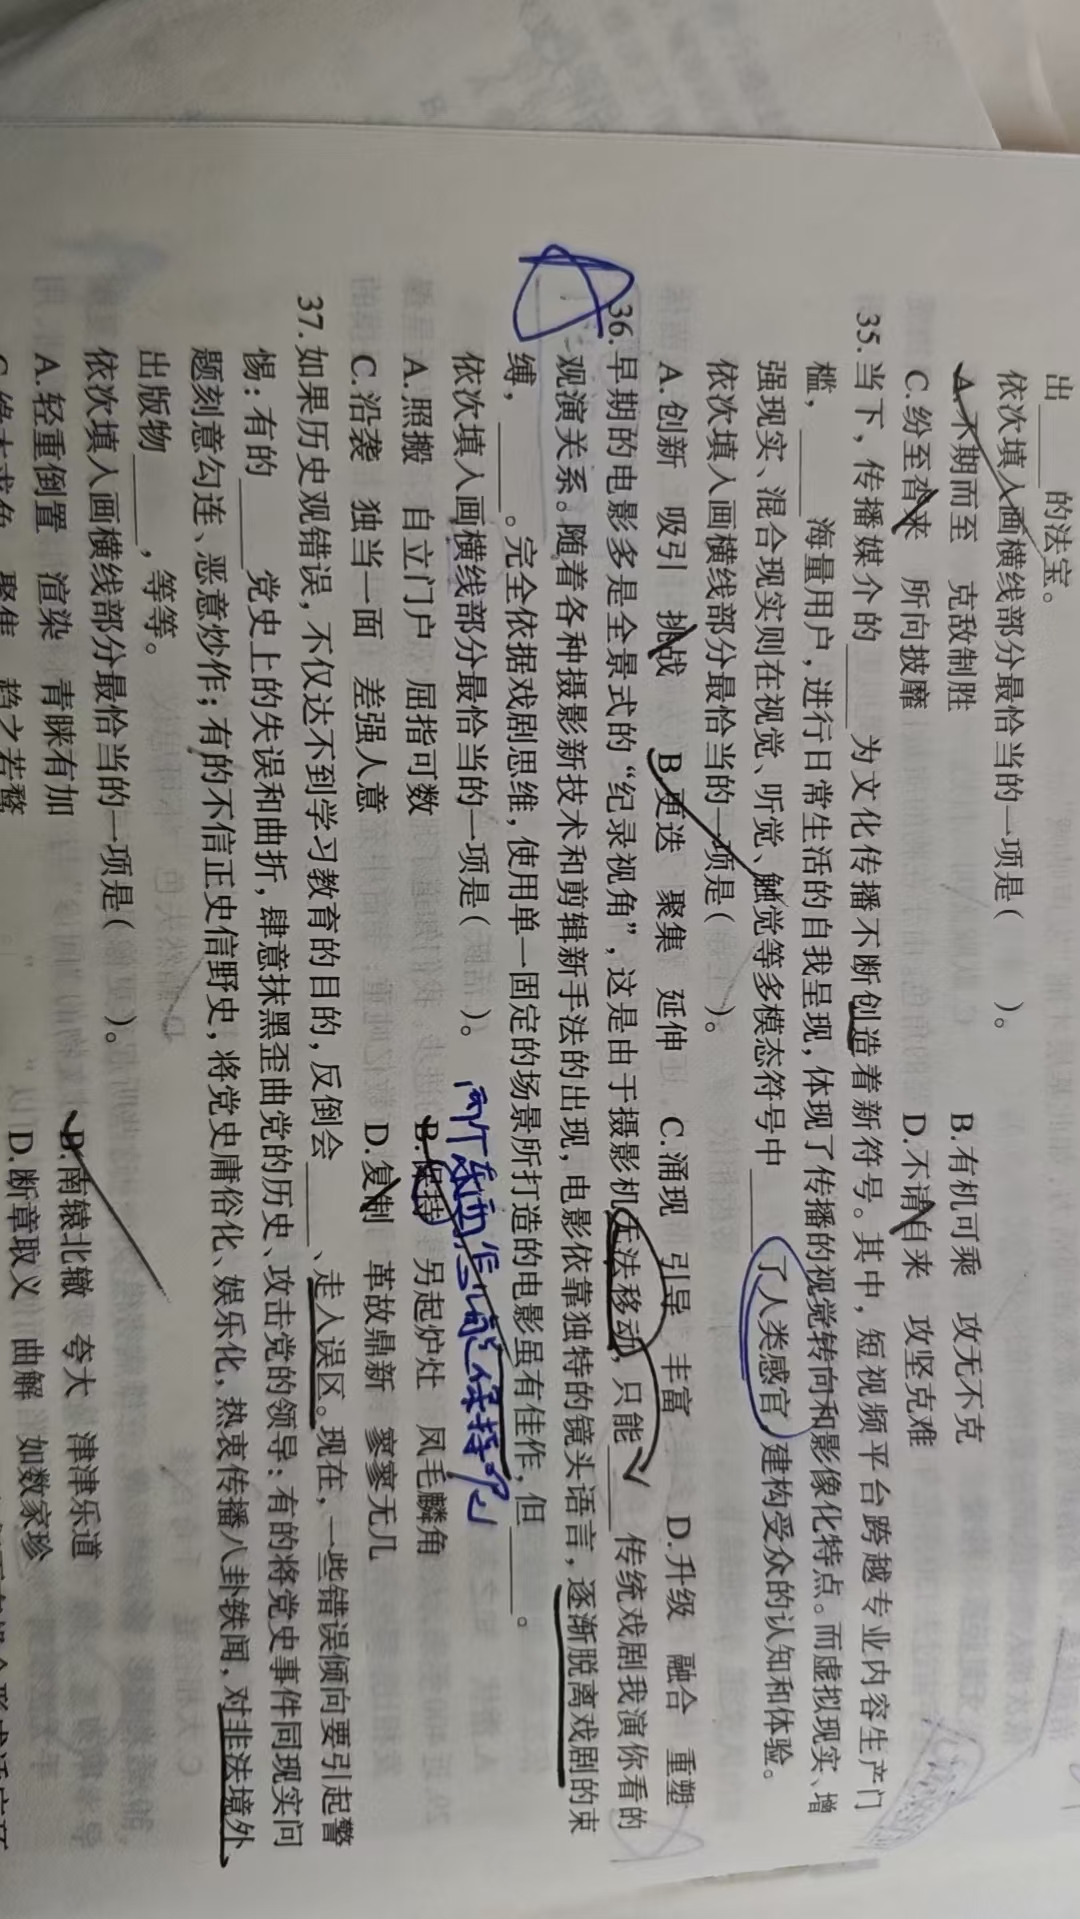 出______的法宝。
依次填入画横线部分最恰当的一项是(  )。
A.不期而至 克敌制胜 B.有机可乘 攻无不克
C.纷至沓来 所向披靡 D.不请自来 攻坚克难
35.当下，传播媒介的______为文化传播不断创造着新符号。其中，短视频平台跨越专业内容生产门
槛，______海量用户，进行日常生活的自我呈现，体现了传播的视觉转向和影像化特点。而虚拟现实、增
强现实、混合现实则在视觉、听觉、触觉等多模态符号中______了人类感官，建构受众的认知和体验。
依次填入画横线部分最恰当的一项是(  )。
A.创新 吸引 挑战 B.更迭 聚集 延伸 C.涌现 引导 丰富 D.升级 融合 重塑
36.早期的电影多是全景式的“纪录视角”，这是由于摄影机无法移动，只能______传统戏剧我演你看的
观演关系。随着各种摄影新技术和剪辑新手法的出现，电影依靠独特的镜头语言，逐渐脱离戏剧的束
缚，______。完全依据戏剧思维，使用单一固定的场景所打造的电影虽有佳作，但______。
依次填入画横线部分最恰当的一项是(  )。
A.照搬 自立门户 屈指可数 B.保持 另起炉灶 凤毛麟角
C.沿袭 独当一面 差强人意 D.复制 革故鼎新 寥寥无几
37.如果历史观错误，不仅达不到学习教育的目的，反倒会______、走入误区。现在，一些错误倾向要引起警
惕：有的______党史上的失误和曲折，肆意抹黑歪曲党的历史、攻击党的领导；有的将党史事件同现实问
题刻意勾连、恶意炒作；有的不信正史信野史，将党史庸俗化、娱乐化，热衷传播八卦轶闻，对非法境外
出版物______，等等。
依次填入画横线部分最恰当的一项是(  )。
A.轻重倒置 渲染 青睐有加 B.南辕北辙 夸大 津津乐道
D.断章取义 曲解 如数家珍